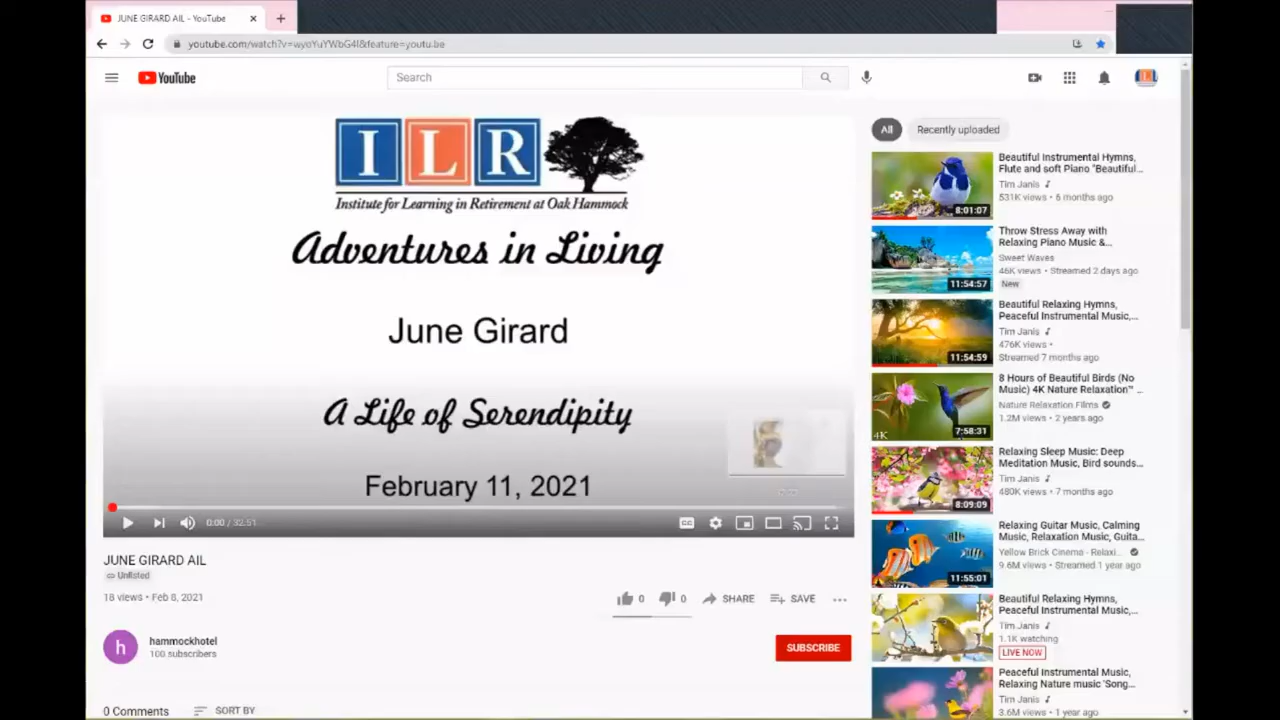 JUNE GIRARD AIL - YouTube
youtube.com/watch?v=wyoYuYWbG4I&feature=youtu.be
YouTube
Search
ILR
Institute for Learning in Retirement at Oak Hammock
Adventures in Living
June Girard
A Life of Serendipity
February 11, 2021
0:00 / 32:51
CC
JUNE GIRARD AIL
Unlisted
18 views • Feb 8, 2021
0
0
SHARE
SAVE
h
hammockhotel
100 subscribers
SUBSCRIBE
0 Comments
SORT BY
All
Recently uploaded
Beautiful Instrumental Hymns,
Flute and soft Piano "Beautiful...
Tim Janis
531K views • 6 months ago
8:01:07
Throw Stress Away with
Relaxing Piano Music &...
Sweet Waves
46K views • Streamed 2 days ago
New
11:54:57
Beautiful Relaxing Hymns,
Peaceful Instrumental Music,...
Tim Janis
476K views •
Streamed 7 months ago
11:54:59
8 Hours of Beautiful Birds (No
Music) 4K Nature Relaxation™ ...
Nature Relaxation Films
1.2M views • 2 years ago
4K
7:58:31
Relaxing Sleep Music: Deep
Meditation Music, Bird sounds...
Tim Janis
480K views • 7 months ago
8:09:09
Relaxing Guitar Music, Calming
Music, Relaxation Music, Guita...
Yellow Brick Cinema - Relaxi...
9.6M views • Streamed 1 year ago
11:55:01
Beautiful Relaxing Hymns,
Peaceful Instrumental Music,...
Tim Janis
1.1K watching
LIVE NOW
Peaceful Instrumental Music,
Relaxing Nature music "Song...
Tim Janis
3.6M views • 1 year ago